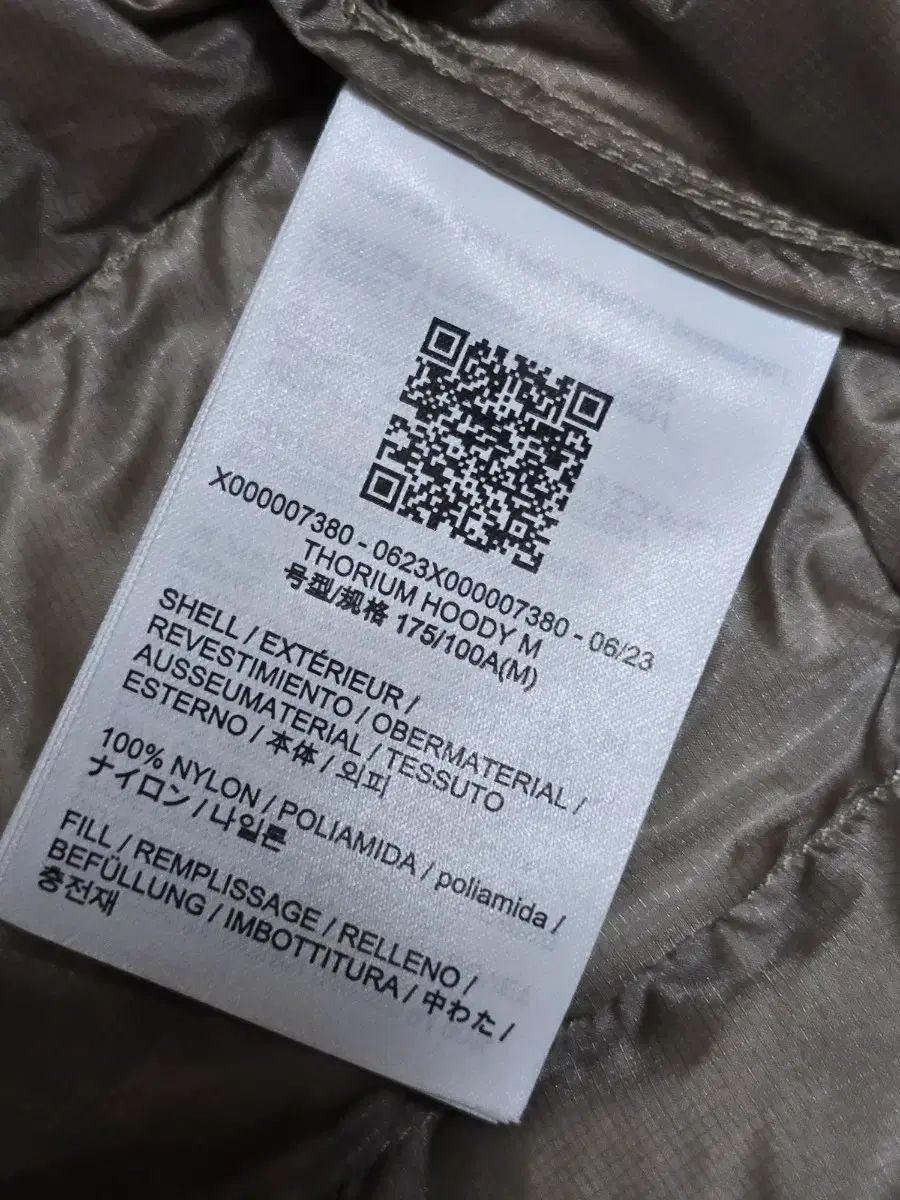 X000007380 - 0623X000007380 - 06/23
THORIUM HOODY M
号型/规格 175/100A(M)
SHELL / EXTÉRIEUR /
REVESTIMIENTO / OBERMATERIAL /
AUSSEUMATERIAL / TESSUTO
ESTERNO / 本体 / 외피
100% NYLON / POLIAMIDA / poliamida /
ナイロン / 나일론
FILL / REMPLISSAGE / RELLENO /
BEFÜLLUNG / IMBOTTITURA / 中わた /
충전재